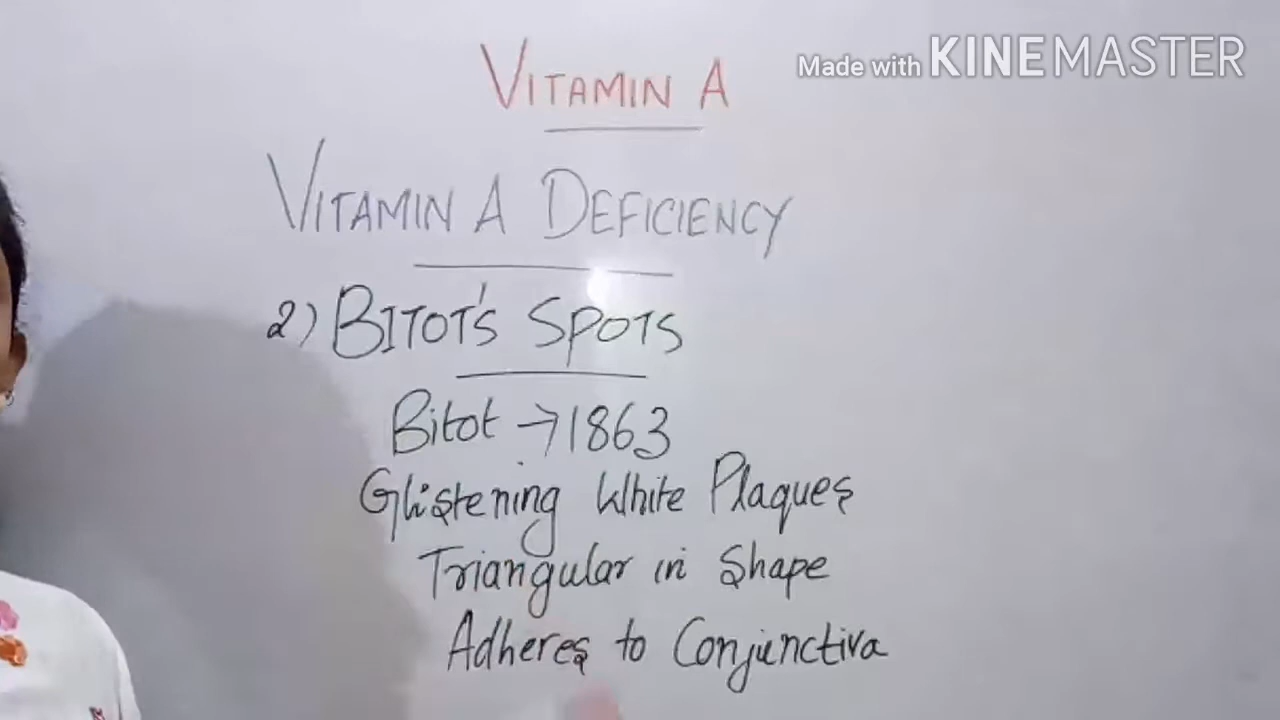 Made with KINEMASTER
VITAMIN A
VITAMIN A DEFICIENCY
2) BITOT'S SPOTS
Bitot → 1863
Glistening White Plaques
Triangular in Shape
Adheres to Conjunctiva